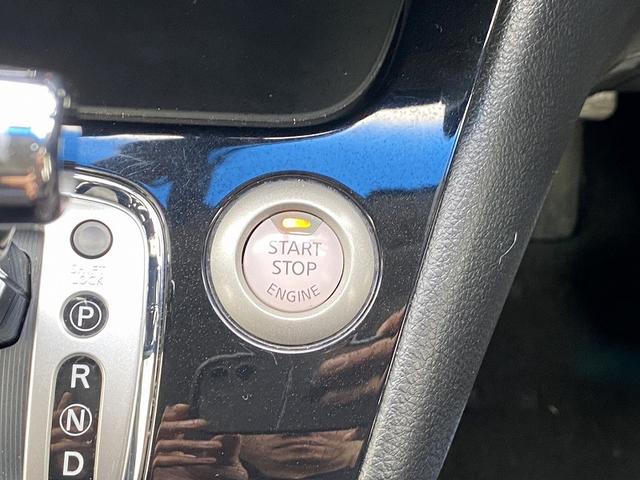 START
STOP
ENGINE
SHIFT
LOCK
P
R
N
D